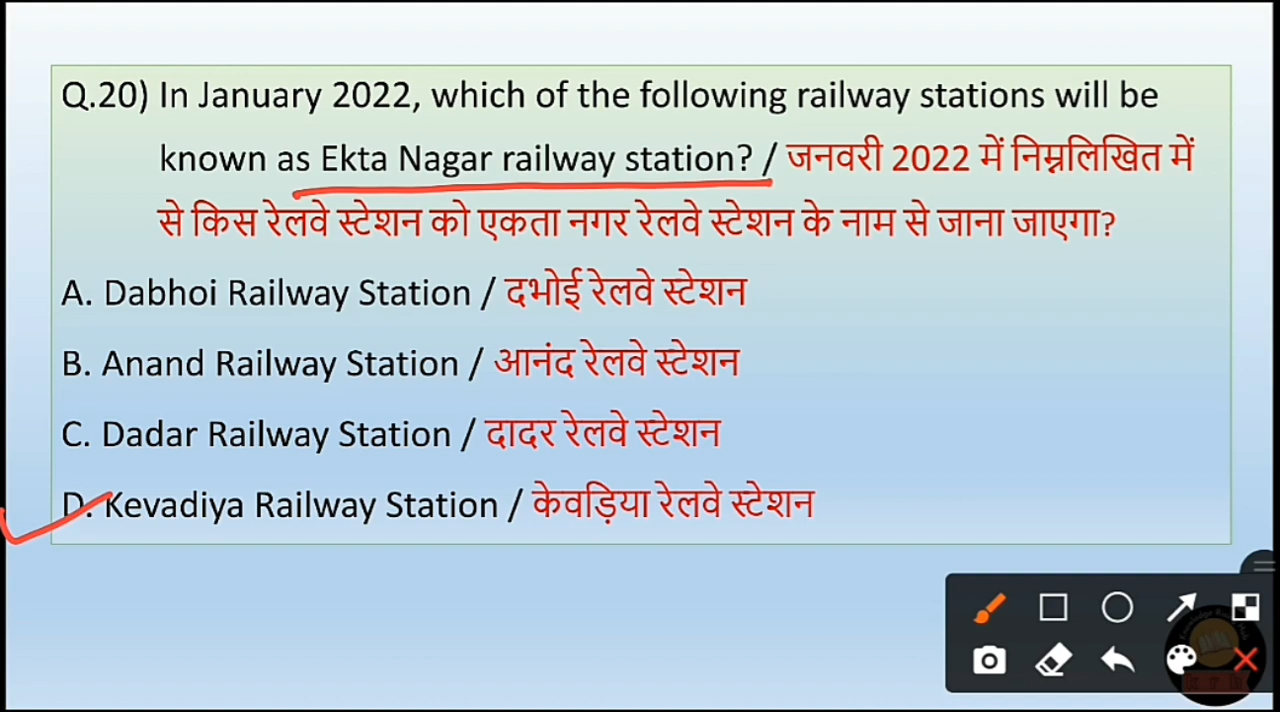 Q.20) In January 2022, which of the following railway stations will be
known as Ekta Nagar railway station? / जनवरी 2022 में निम्नलिखित में
से किस रेलवे स्टेशन को एकता नगर रेलवे स्टेशन के नाम से जाना जाएगा?
A. Dabhoi Railway Station / दभोई रेलवे स्टेशन
B. Anand Railway Station / आनंद रेलवे स्टेशन
C. Dadar Railway Station / दादर रेलवे स्टेशन
D. Kevadiya Railway Station / केवड़िया रेलवे स्टेशन